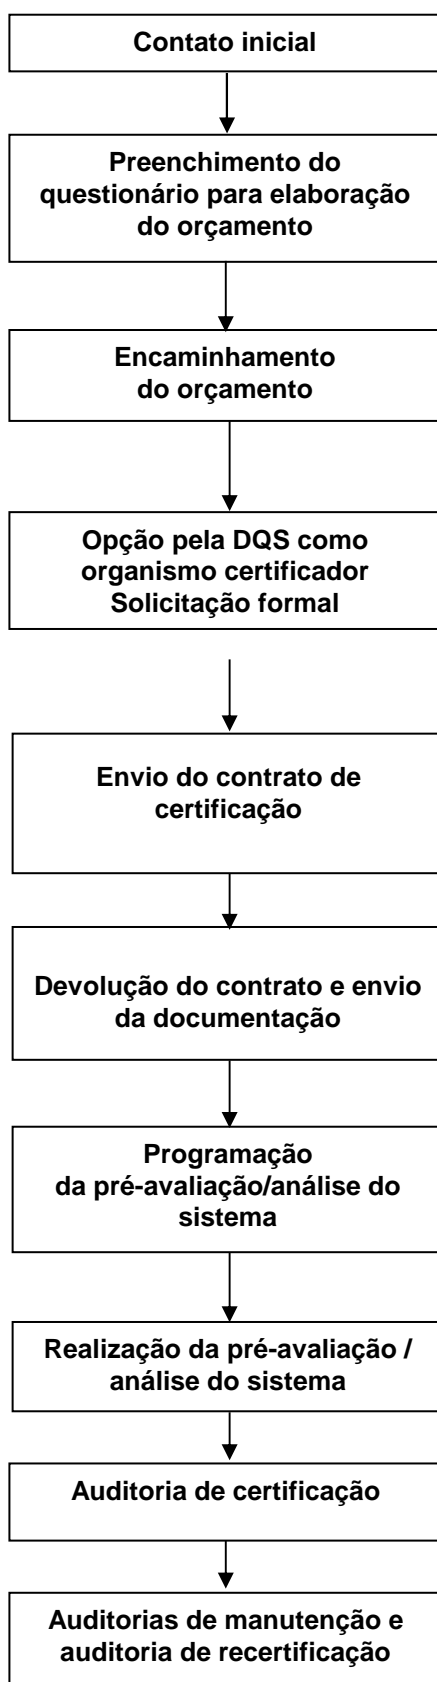 Contato inicial
Preenchimento do
questionário para elaboração
do orçamento
Encaminhamento
do orçamento
Opção pela DQS como
organismo certificador
Solicitação formal
Envio do contrato de
certificação
Devolução do contrato e envio
da documentação
Programação
da pré-avaliação/análise do
sistema
Realização da pré-avaliação /
análise do sistema
Auditoria de certificação
Auditorias de manutenção e
auditoria de recertificação